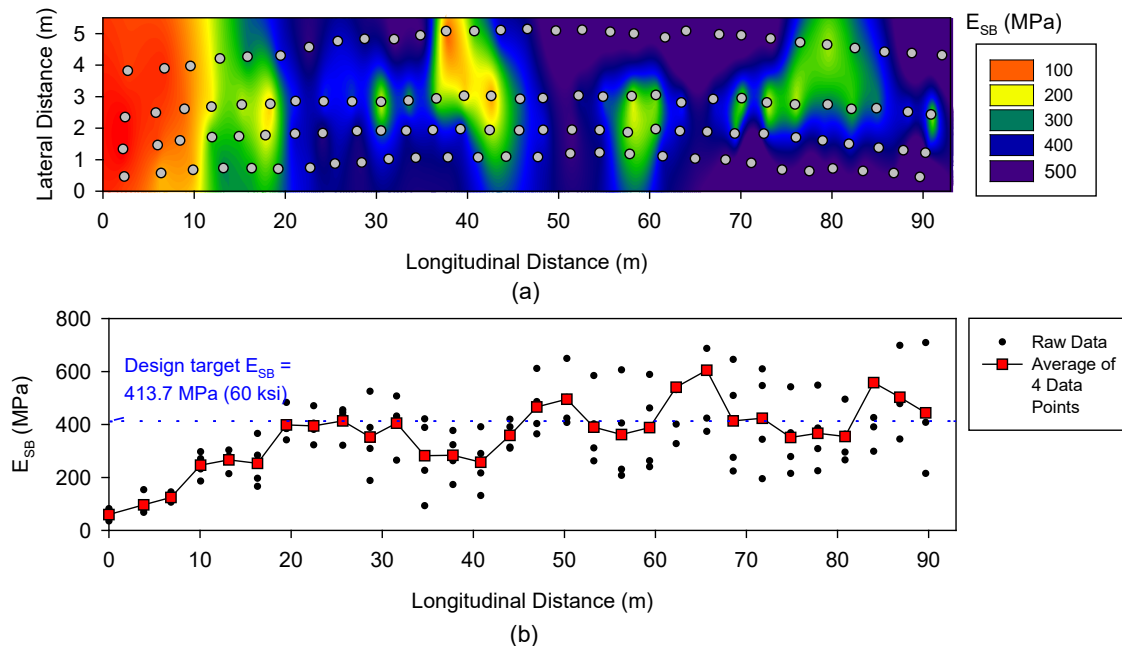 5
4
3
2
1
0
Lateral Distance (m)
0 10 20 30 40 50 60 70 80 90
Longitudinal Distance (m)
(a)
E_SB (MPa)
100
200
300
400
500
800
600
400
200
0
E_SB (MPa)
Design target E_SB =
413.7 MPa (60 ksi)
0 10 20 30 40 50 60 70 80 90
Longitudinal Distance (m)
(b)
Raw Data
Average of
4 Data
Points